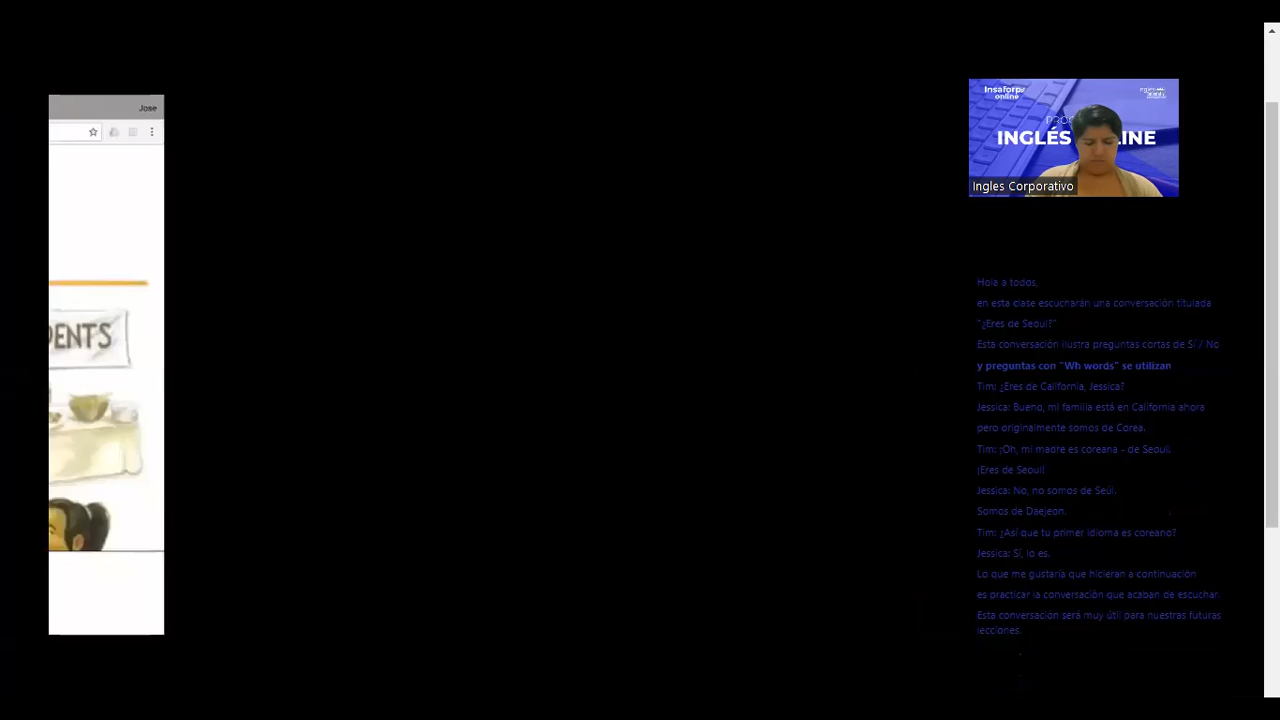 Jose
DENTS
Insaforp
online
INGLÉS
LINE
Ingles Corporativo
Hola a todos,
en esta clase escucharán una conversación titulada
"¿Eres de Seoul?"
Esta conversación ilustra preguntas cortas de Sí / No
y preguntas con "Wh words" se utilizan
Tim: ¿Eres de California, Jessica?
Jessica: Bueno, mi familia está en California ahora
pero originalmente somos de Corea.
Tim: ¡Oh, mi madre es coreana - de Seoul.
¡Eres de Seoul!
Jessica: No, no somos de Seúl.
Somos de Daejeon.
Tim: ¿Así que tu primer idioma es coreano?
Jessica: Sí, lo es.
Lo que me gustaría que hicieran a continuación
es practicar la conversación que acaban de escuchar.
Esta conversación será muy útil para nuestras futuras
lecciones.